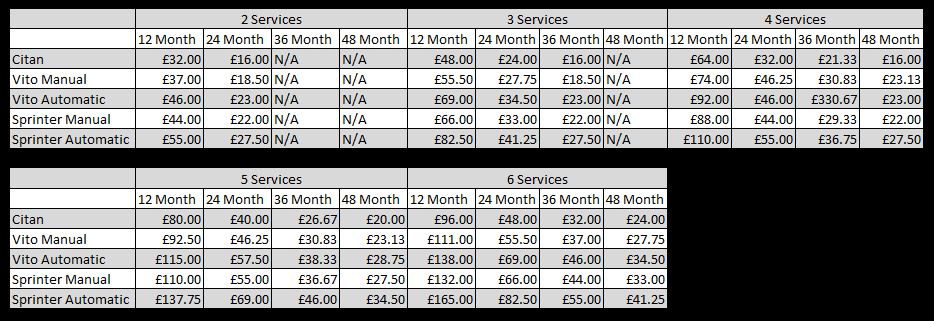 2 Services 3 Services 4 Services
12 Month 24 Month 36 Month 48 Month 12 Month 24 Month 36 Month 48 Month 12 Month 24 Month 36 Month 48 Month
Citan £32.00 £16.00 N/A N/A £48.00 £24.00 £16.00 N/A £64.00 £32.00 £21.33 £16.00
Vito Manual £37.00 £18.50 N/A N/A £55.50 £27.75 £18.50 N/A £74.00 £46.25 £30.83 £23.13
Vito Automatic £46.00 £23.00 N/A N/A £69.00 £34.50 £23.00 N/A £92.00 £46.00 £330.67 £23.00
Sprinter Manual £44.00 £22.00 N/A N/A £66.00 £33.00 £22.00 N/A £88.00 £44.00 £29.33 £22.00
Sprinter Automatic £55.00 £27.50 N/A N/A £82.50 £41.25 £27.50 N/A £110.00 £55.00 £36.75 £27.50
5 Services 6 Services
12 Month 24 Month 36 Month 48 Month 12 Month 24 Month 36 Month 48 Month
Citan £80.00 £40.00 £26.67 £20.00 £96.00 £48.00 £32.00 £24.00
Vito Manual £92.50 £46.25 £30.83 £23.13 £111.00 £55.50 £37.00 £27.75
Vito Automatic £115.00 £57.50 £38.33 £28.75 £138.00 £69.00 £46.00 £34.50
Sprinter Manual £110.00 £55.00 £36.67 £27.50 £132.00 £66.00 £44.00 £33.00
Sprinter Automatic £137.75 £69.00 £46.00 £34.50 £165.00 £82.50 £55.00 £41.25